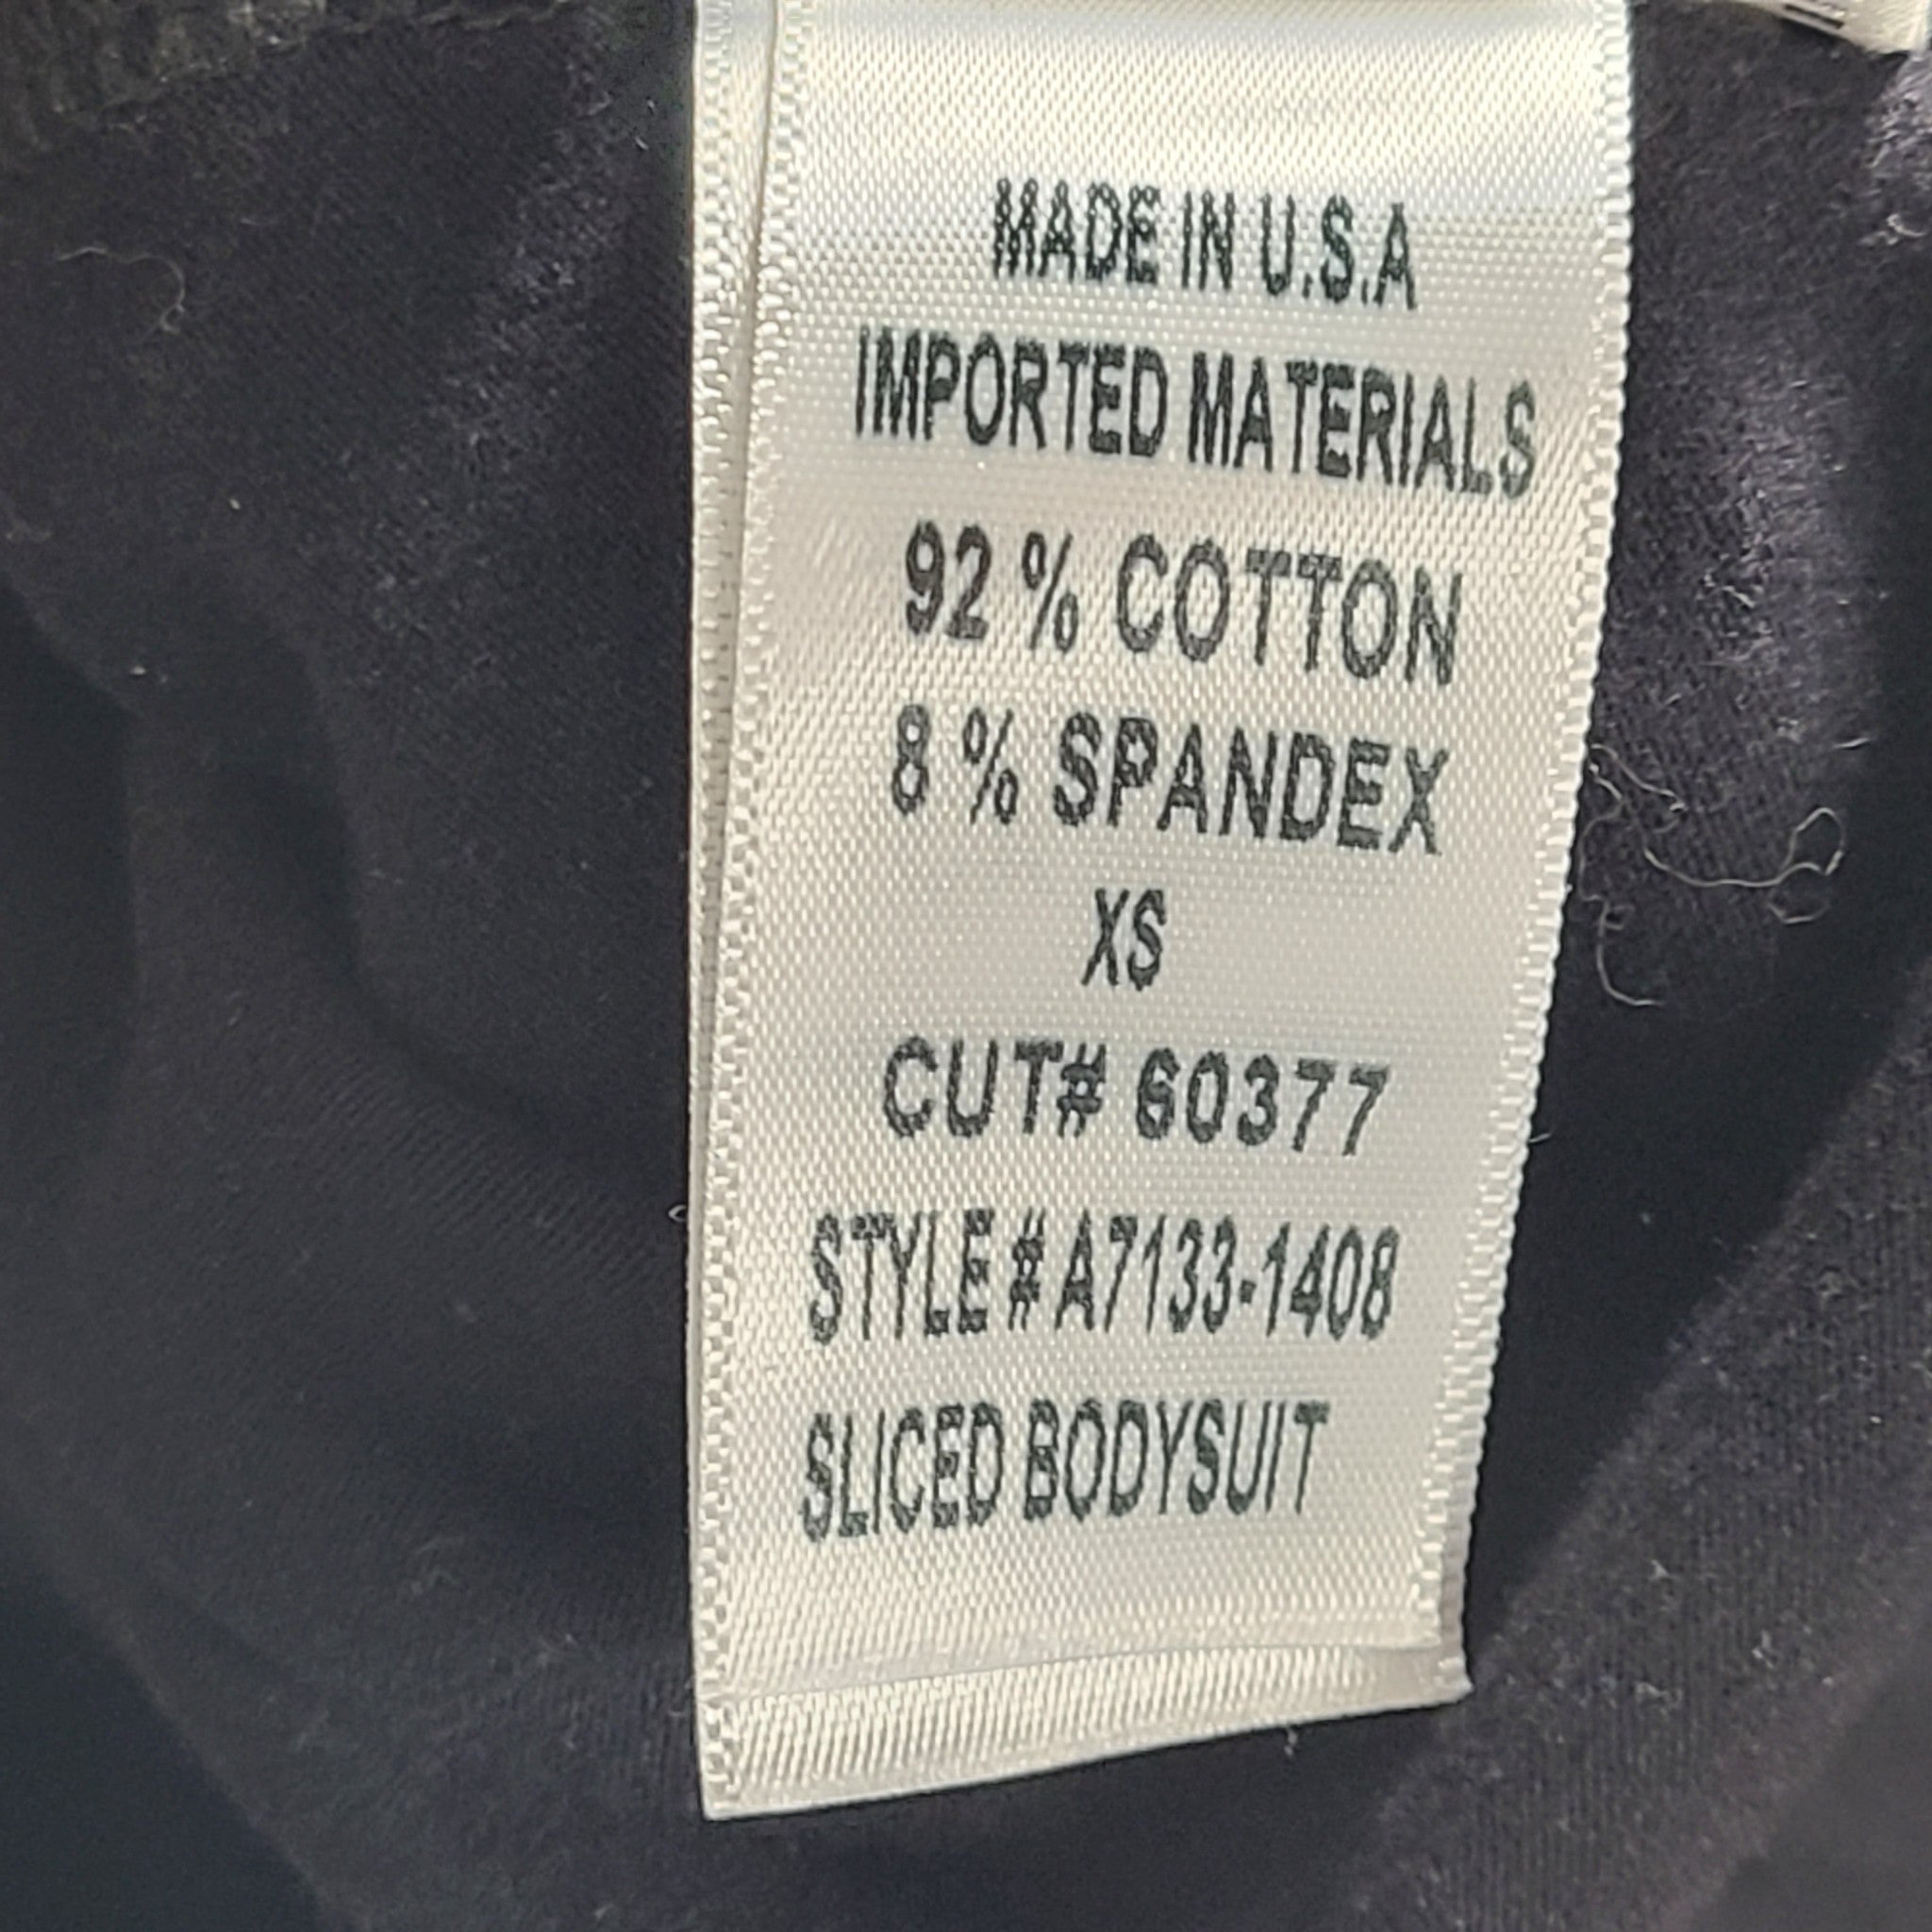 MADE IN U.S.A
IMPORTED MATERIALS
92 % COTTON
8 % SPANDEX
XS
CUT# 60377
STYLE # A7133-1408
SLICED BODYSUIT